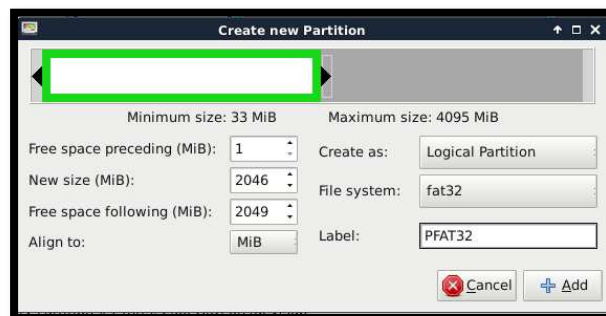 Create new Partition
Minimum size: 33 MiB Maximum size: 4095 MiB
Free space preceding (MiB): 1 Create as: Logical Partition
New size (MiB): 2046 File system: fat32
Free space following (MiB): 2049
Align to: MiB Label: PFAT32
Cancel Add